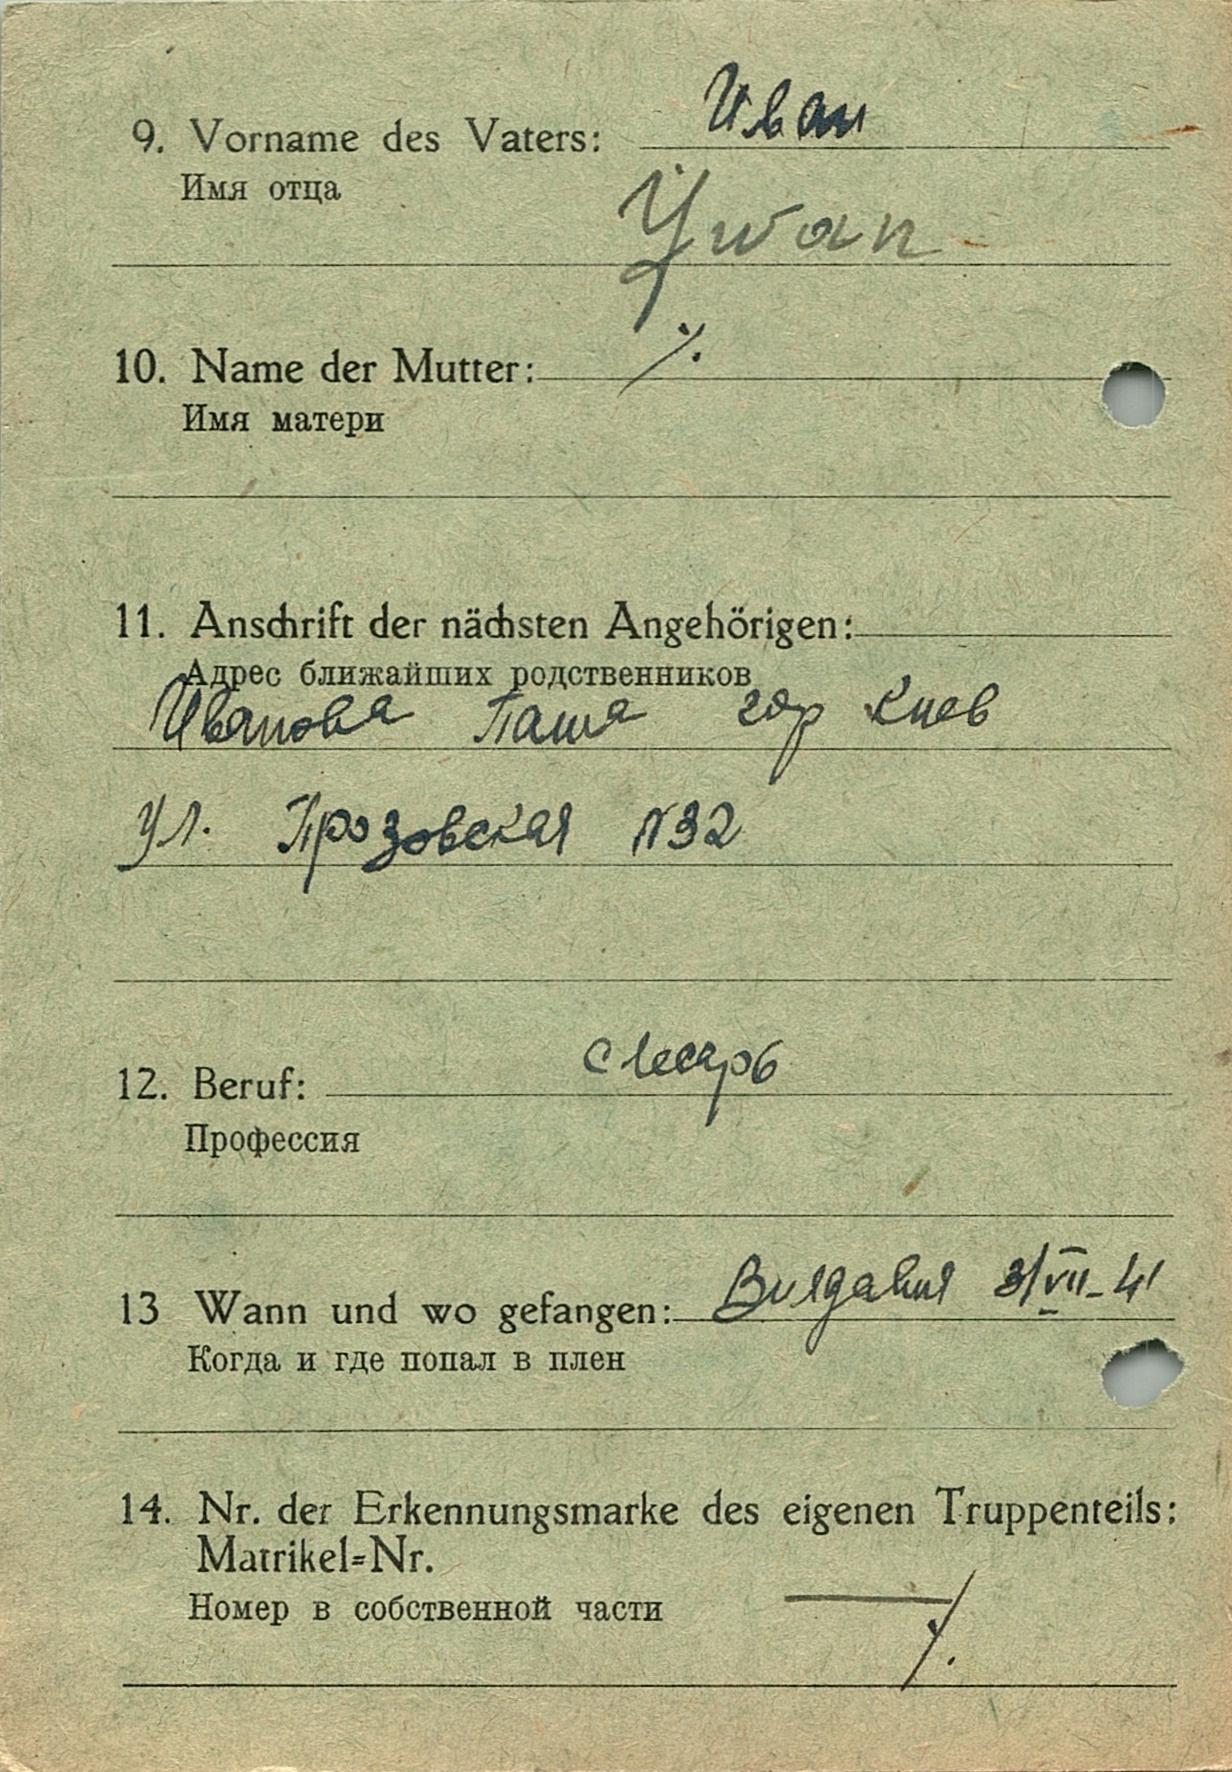 9. Vorname des Vaters: Иван
Имя отца
Iwan
10. Name der Mutter: ./.
Имя матери
11. Anschrift der nächsten Angehörigen:
Адрес ближайших родственников
Иванова Паша гор Киев
ул. Прозовская N32
12. Beruf: слесарь
Профессия
13 Wann und wo gefangen: 3/VII-41
Когда и где попал в плен
14. Nr. der Erkennungsmarke des eigenen Truppenteils:
Matrikel=Nr.
Номер в собственной части
./.